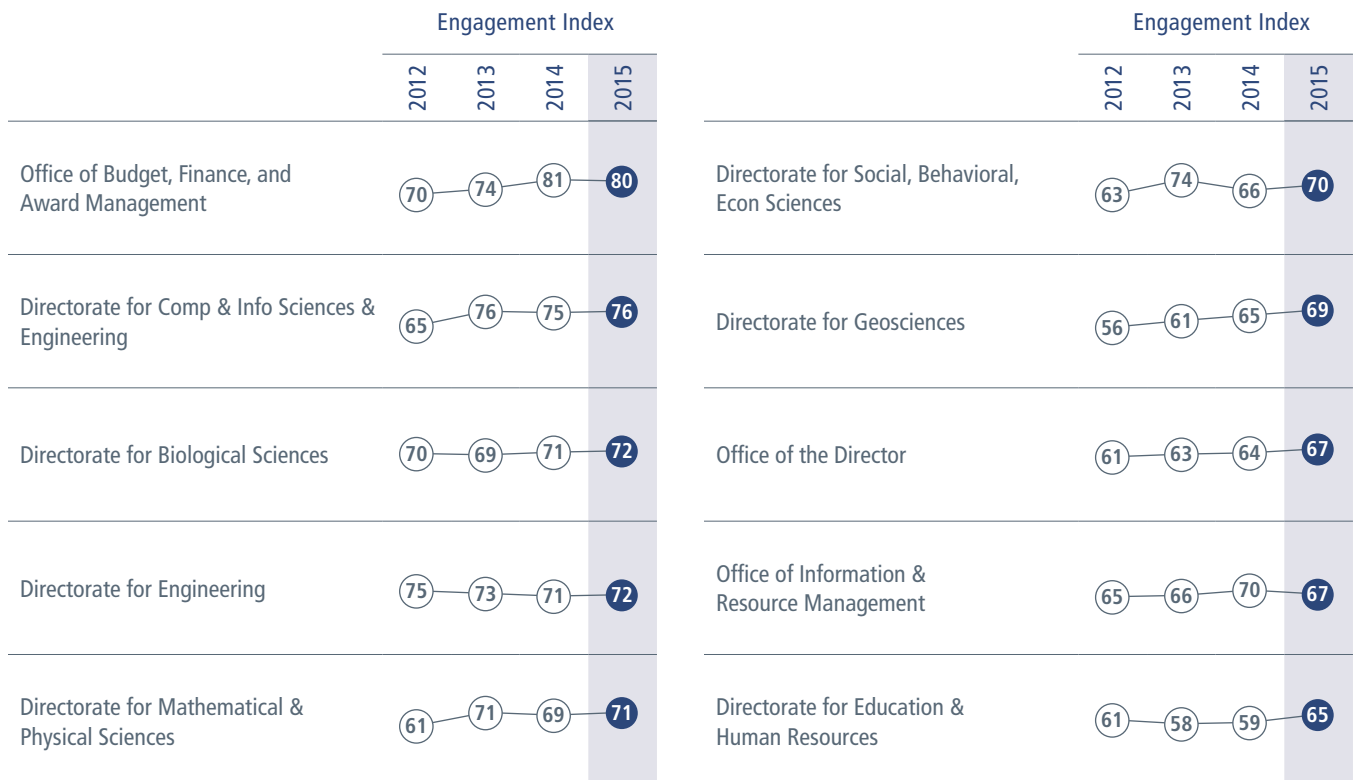 Engagement Index
2012 2013 2014 2015
Office of Budget, Finance, and
Award Management
70 74 81 80
Directorate for Comp & Info Sciences &
Engineering
65 76 75 76
Directorate for Biological Sciences
70 69 71 72
Directorate for Engineering
75 73 71 72
Directorate for Mathematical &
Physical Sciences
61 71 69 71
Engagement Index
2012 2013 2014 2015
Directorate for Social, Behavioral,
Econ Sciences
63 74 66 70
Directorate for Geosciences
56 61 65 69
Office of the Director
61 63 64 67
Office of Information &
Resource Management
65 66 70 67
Directorate for Education &
Human Resources
61 58 59 65